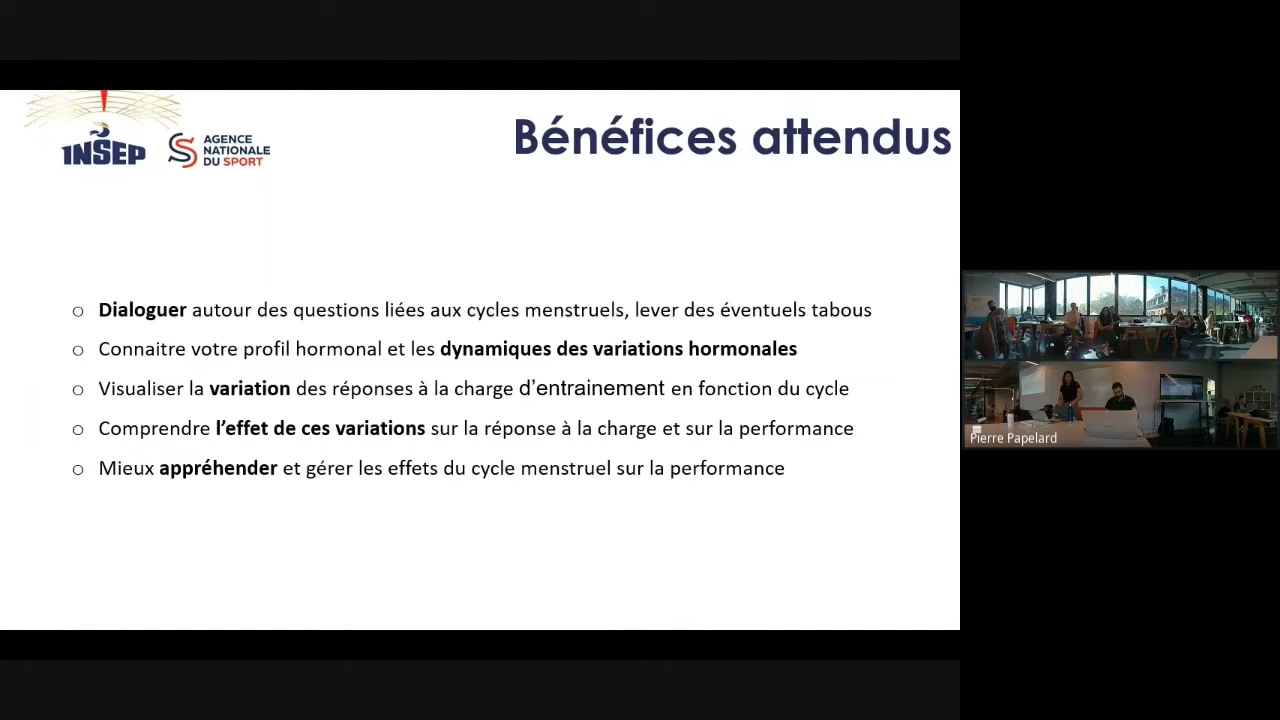 INSEP
AGENCE
NATIONALE
DU SPORT
Bénéfices attendus
○ Dialoguer autour des questions liées aux cycles menstruels, lever des éventuels tabous
○ Connaitre votre profil hormonal et les dynamiques des variations hormonales
○ Visualiser la variation des réponses à la charge d’entrainement en fonction du cycle
○ Comprendre l’effet de ces variations sur la réponse à la charge et sur la performance
○ Mieux appréhender et gérer les effets du cycle menstruel sur la performance
Pierre Papelard